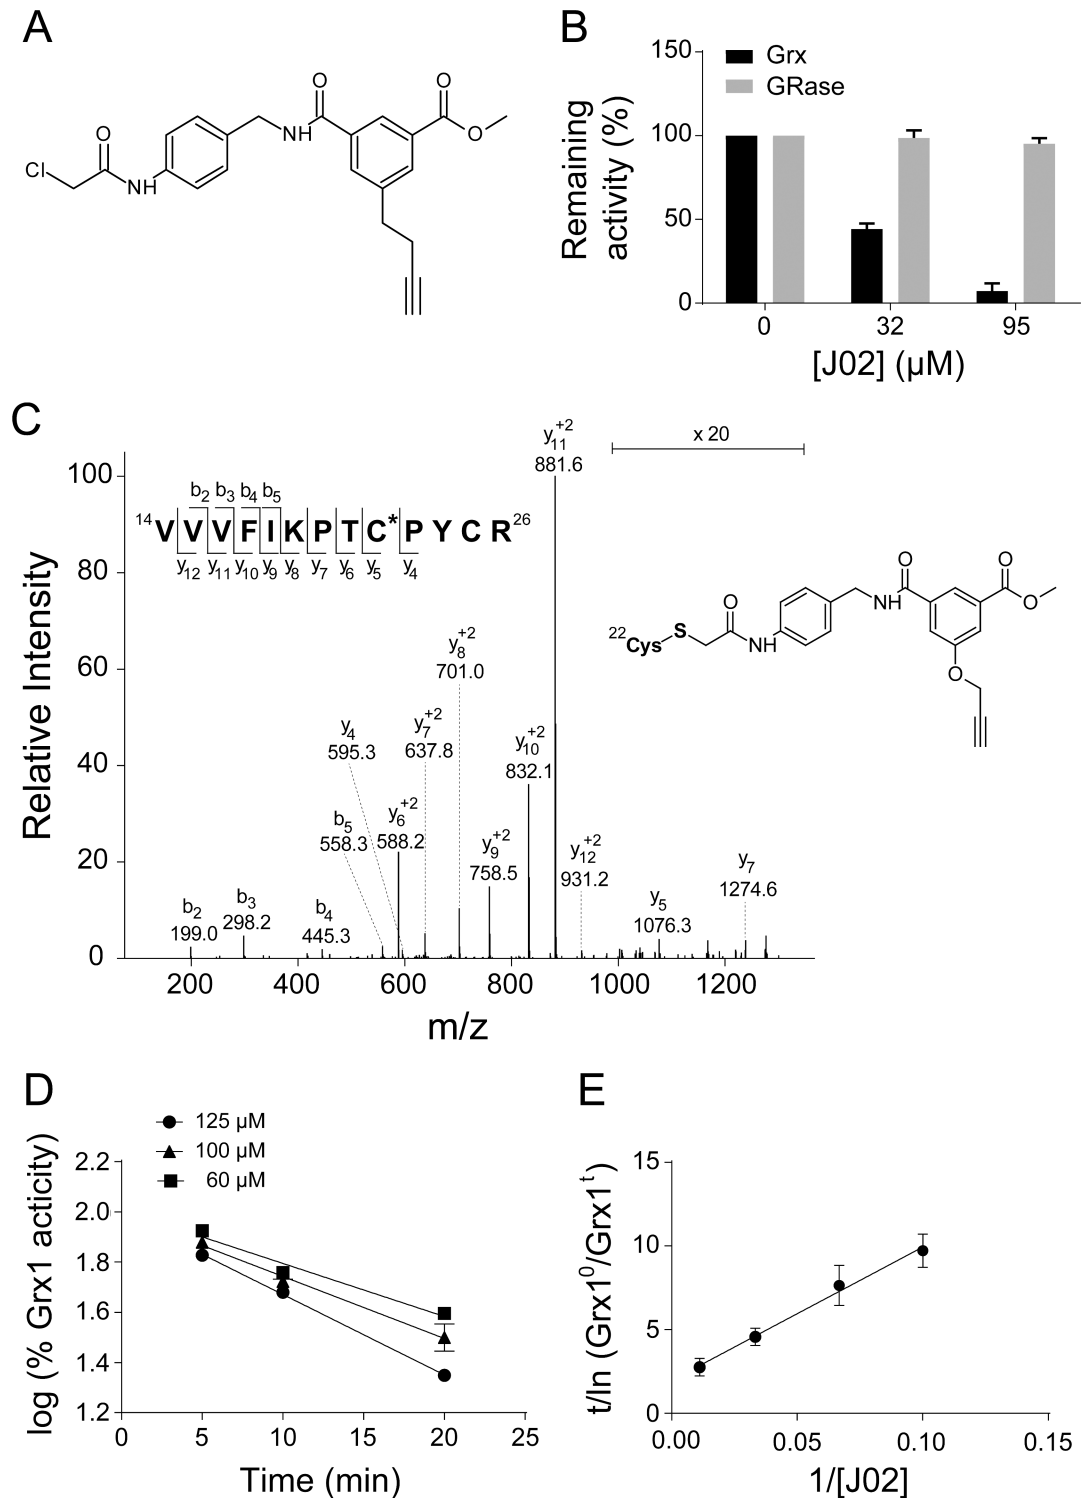 A
O
O
O
NH
O
Cl
NH
B
Grx
GRase
Remaining
activity (%)
150
100
50
0
0 32 95
[J02] (µM)
C
Relative Intensity
100
80
60
40
20
0
b2 b3 b4 b5
14 V V V F I K P T C* P Y C R 26
y12 y11 y10 y9 y8 y7 y6 y5 y4
y11+2
881.6
x 20
y8+2
701.0
y4
595.3
y7+2
637.8
y10+2
832.1
b5
558.3
y6+2
588.2
y9+2
758.5
y12+2
931.2
y7
1274.6
b2
199.0
b3
298.2
b4
445.3
y5
1076.3
200 400 600 800 1000 1200
m/z
O
O
O
NH
O
22Cys
S
NH
O
D
125 µM
100 µM
60 µM
log (% Grx1 acticity)
2.2
2.0
1.8
1.6
1.4
1.2
0 5 10 15 20 25
Time (min)
E
t/ln (Grx1^0/Grx1^t)
15
10
5
0
0.00 0.05 0.10 0.15
1/[J02]